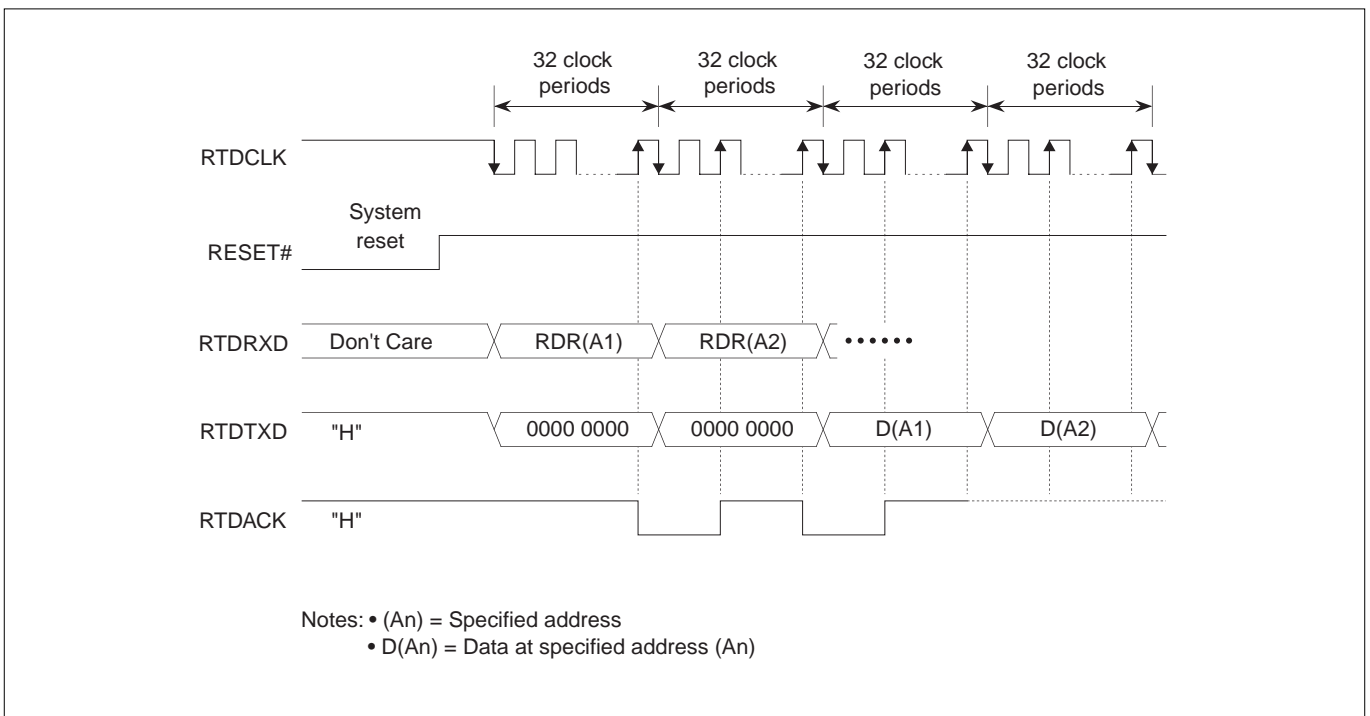 32 clock periods
32 clock periods
32 clock periods
32 clock periods
RTDCLK
System reset
RESET#
RTDRXD Don't Care RDR(A1) RDR(A2) ••••••
RTDTXD "H" 0000 0000 0000 0000 D(A1) D(A2)
RTDACK "H"
Notes: • (An) = Specified address
• D(An) = Data at specified address (An)